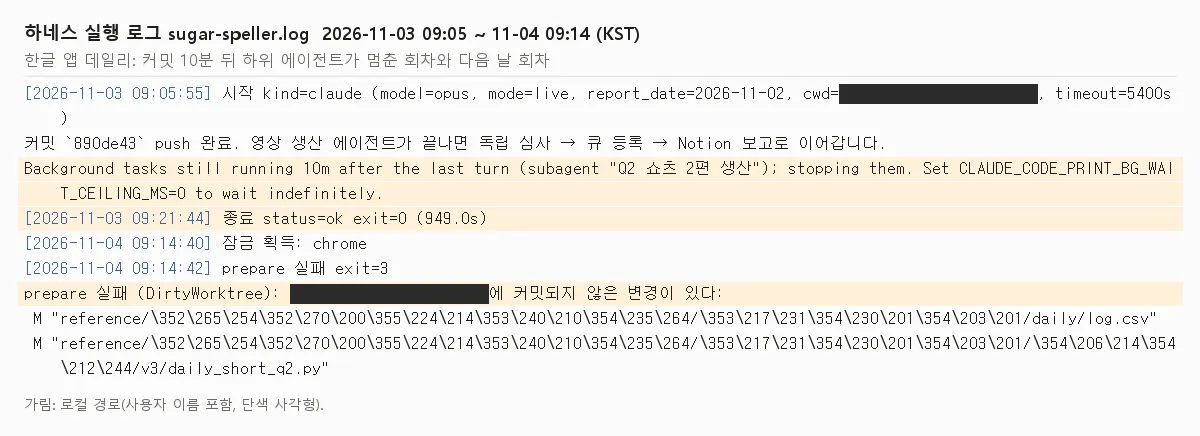 하네스 실행 로그 sugar-speller.log 2026-11-03 09:05 ~ 11-04 09:14 (KST)
한글 앱 데일리: 커밋 10분 뒤 하위 에이전트가 멈춘 회차와 다음 날 회차
[2026-11-03 09:05:55] 시작 kind=claude (model=opus, mode=live, report_date=2026-11-02, cwd= , timeout=5400s
)
커밋 `890de43` push 완료. 영상 생산 에이전트가 끝나면 독립 심사 → 큐 등록 → Notion 보고로 이어갑니다.
Background tasks still running 10m after the last turn (subagent "Q2 쇼츠 2편 생산"); stopping them. Set CLAUDE_CODE_PRINT_BG_WAI
T_CEILING_MS=0 to wait indefinitely.
[2026-11-03 09:21:44] 종료 status=ok exit=0 (949.0s)
[2026-11-04 09:14:40] 잠금 획득: chrome
[2026-11-04 09:14:42] prepare 실패 exit=3
prepare 실패 (DirtyWorktree): 에 커밋되지 않은 변경이 있다:
M "reference/\352\265\254\352\270\200\355\224\214\353\240\210\354\235\264/\353\217\231\354\230\201\354\203\201/daily/log.csv"
M "reference/\352\265\254\352\270\200\355\224\214\353\240\210\354\235\264/\353\217\231\354\230\201\354\203\201/\354\206\214\354
\212\244/v3/daily_short_q2.py"
가림: 로컬 경로(사용자 이름 포함, 단색 사각형).